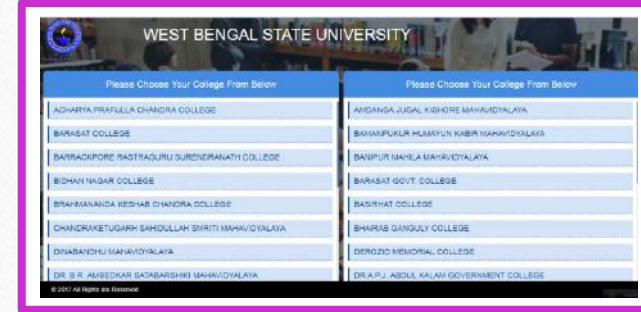 WEST BENGAL STATE UNIVERSITY
Please Choose Your College From Below
ACHARYA PRAFULLA CHANDRA COLLEGE
BARASAT COLLEGE
BARRACKPORE RASTRAGURU SURENDRANATH COLLEGE
BIDHAN NAGAR COLLEGE
BRAHMANANDA KESHAB CHANDRA COLLEGE
CHANDRAKETUGARH SAHIDULLAH SMRITI MAHAVIDYALAYA
DINABANDHU MAHAVIDYALAYA
DR. B.R. AMBEDKAR SATABARSHIKI MAHAVIDYALAYA
Please Choose Your College From Below
AMDANGA JUGAL KISHORE MAHAVIDYALAYA
BAMANPUKUR HUMAYUN KABIR MAHAVIDYALAYA
BANIPUR MAHILA MAHAVIDYALAYA
BARASAT GOVT. COLLEGE
BASIRHAT COLLEGE
BHAIRAB GANGULY COLLEGE
DEROZIO MEMORIAL COLLEGE
DR.A.P.J. ABDUL KALAM GOVERNMENT COLLEGE
© 2017 All Rights are Reserved